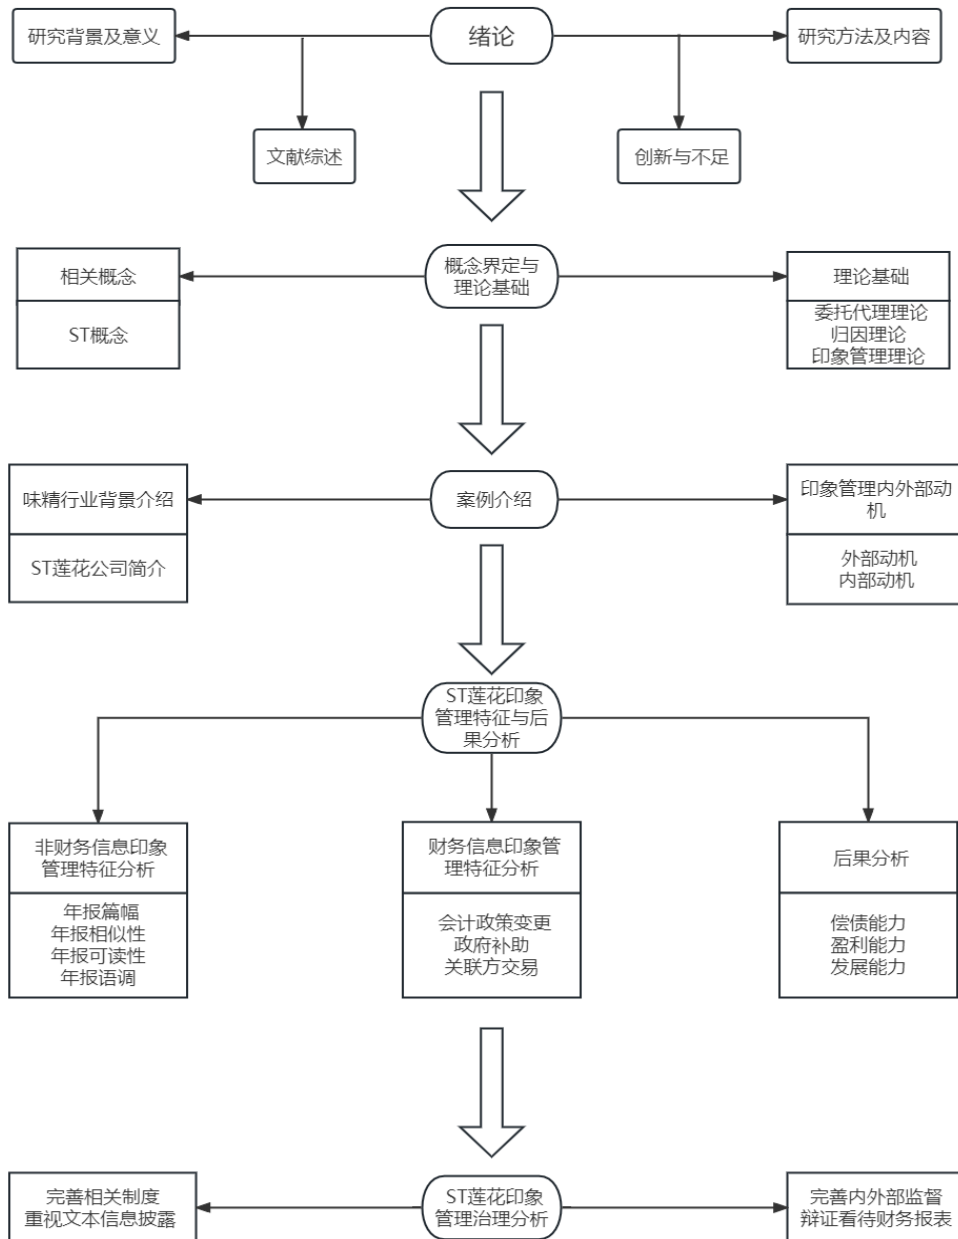 研究背景及意义
绪论
研究方法及内容
文献综述
创新与不足
相关概念
ST概念
概念界定与
理论基础
理论基础
委托代理理论
归因理论
印象管理理论
味精行业背景介绍
ST莲花公司简介
案例介绍
印象管理内外部动
机
外部动机
内部动机
ST莲花印象
管理特征与后
果分析
非财务信息印象
管理特征分析
年报篇幅
年报相似性
年报可读性
年报语调
财务信息印象管
理特征分析
会计政策变更
政府补助
关联方交易
后果分析
偿债能力
盈利能力
发展能力
完善相关制度
重视文本信息披露
ST莲花印象
管理治理分析
完善内外部监督
辩证看待财务报表